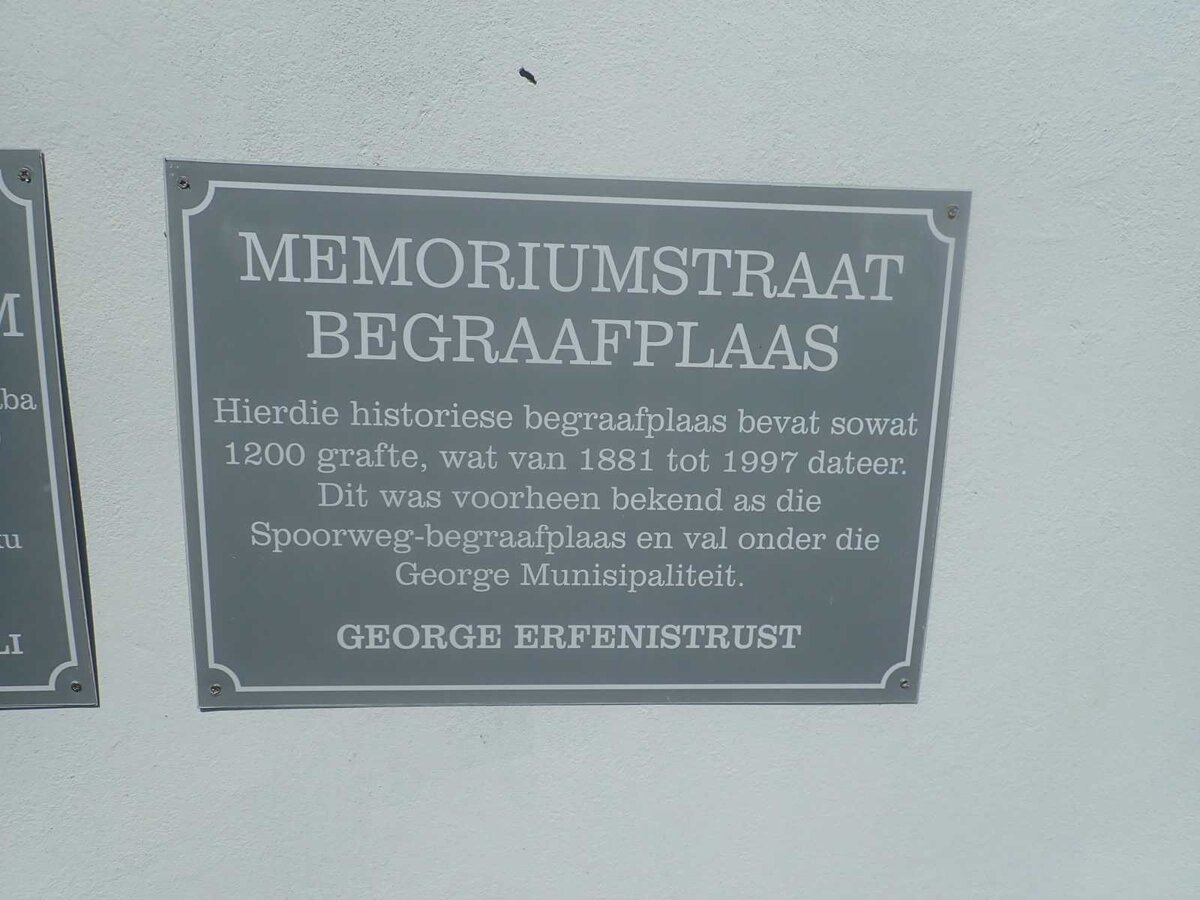 MEMORIUMSTRAAT
BEGRAAFPLAAS
Hierdie historiese begraafplaas bevat sowat
1200 grafte, wat van 1881 tot 1997 dateer.
Dit was voorheen bekend as die
Spoorweg-begraafplaas en val onder die
George Munisipaliteit.
GEORGE ERFENISTRUST